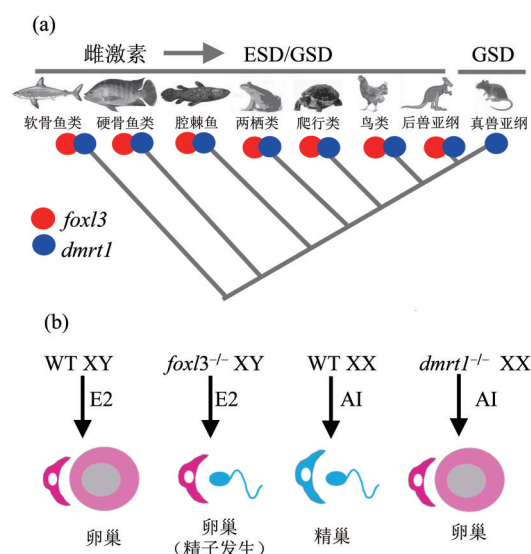 (a)
雌激素 ESD/GSD GSD
软骨鱼类 硬骨鱼类 腔棘鱼 两栖类 爬行类 鸟类 后兽亚纲 真兽亚纲
foxl3
dmrt1
(b)
WT XY foxl3-/- XY WT XX dmrt1-/- XX
E2 E2 AI AI
卵巢 卵巢 精巢 卵巢
(精子发生)